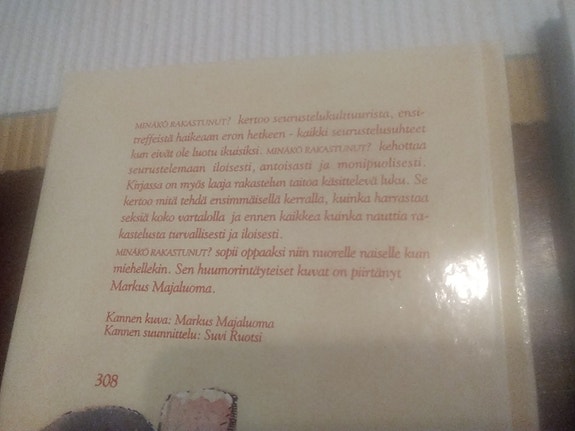 MINÄKÖ RAKASTUNUT? kertoo seurustelukulttuurista, ensi-
treffeistä haikeaan eron hetkeen - kaikki seurustelusuhteet
kun eivät ole luotu ikuisiksi. MINÄKÖ RAKASTUNUT? kehottaa
seurustelemaan iloisesti, antoisasti ja monipuolisesti.
Kirjassa on myös laaja rakastelun taitoa käsittelevä luku. Se
kertoo mitä tehdä ensimmäisellä kerralla, kuinka harrastaa
seksiä koko vartalolla ja ennen kaikkea kuinka nauttia ra-
kastelusta turvallisesti ja iloisesti.
MINÄKÖ RAKASTUNUT? sopii oppaaksi niin nuorelle naiselle kuin
miehellekin. Sen huumorintäyteiset kuvat on piirtänyt
Markus Majaluoma.
Kannen kuva: Markus Majaluoma
Kannen suunnittelu: Suvi Ruotsi
308